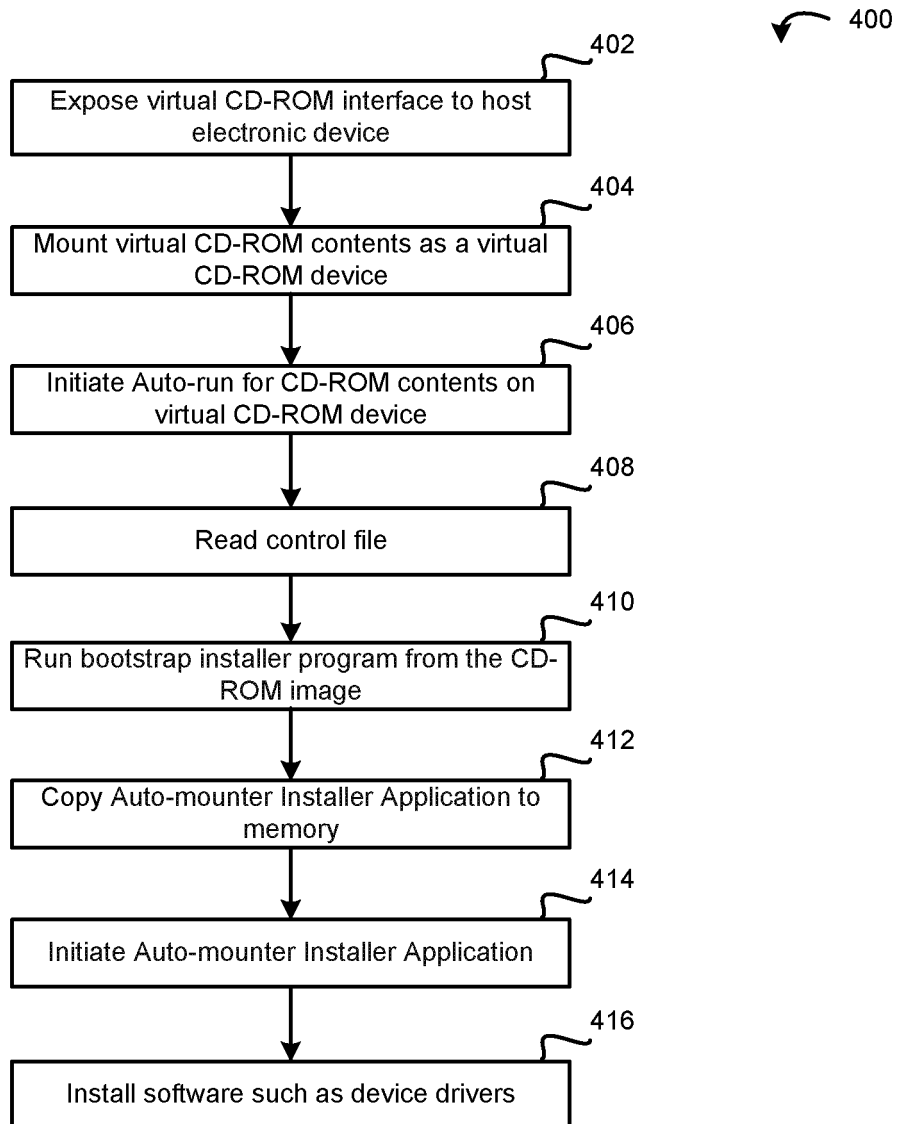 400
402
Expose virtual CD-ROM interface to host
electronic device
404
Mount virtual CD-ROM contents as a virtual
CD-ROM device
406
Initiate Auto-run for CD-ROM contents on
virtual CD-ROM device
408
Read control file
410
Run bootstrap installer program from the CD-
ROM image
412
Copy Auto-mounter Installer Application to
memory
414
Initiate Auto-mounter Installer Application
416
Install software such as device drivers